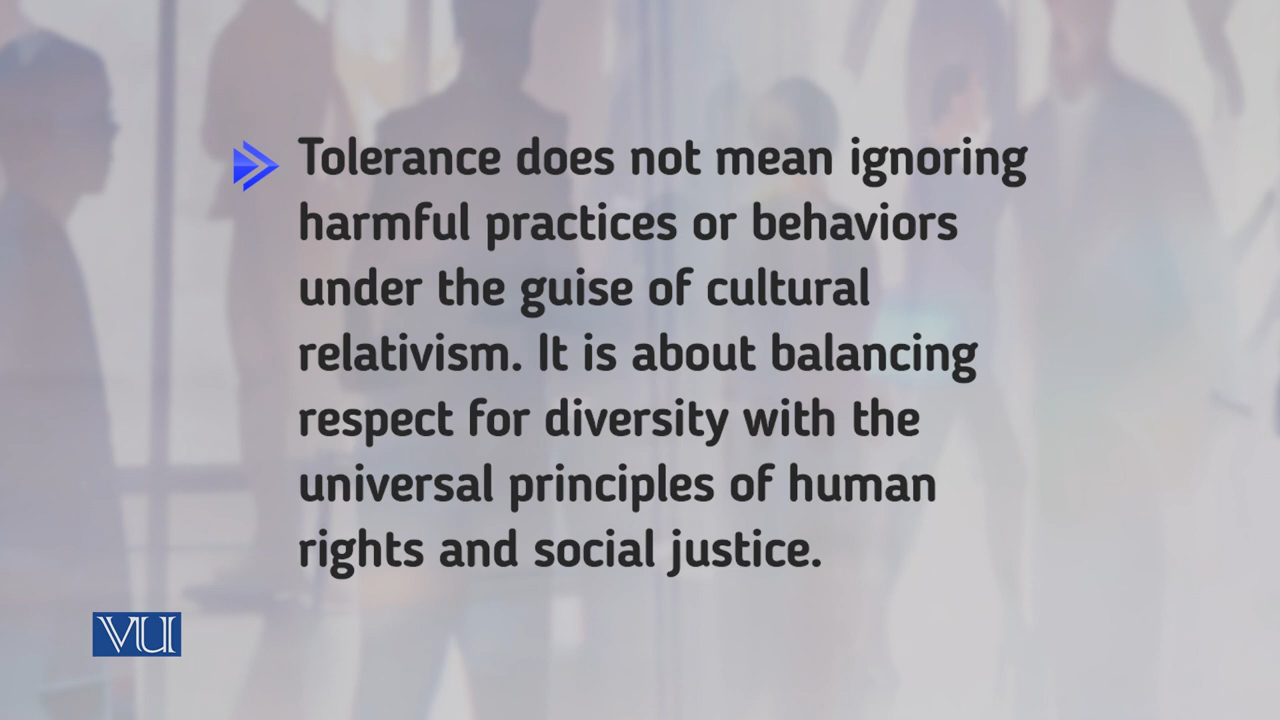 Tolerance does not mean ignoring
harmful practices or behaviors
under the guise of cultural
relativism. It is about balancing
respect for diversity with the
universal principles of human
rights and social justice.
VU